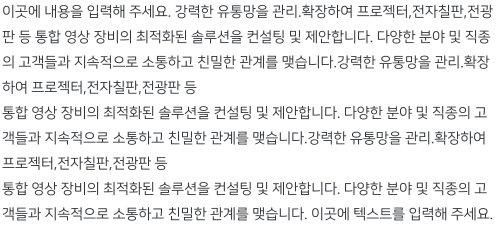 이곳에 내용을 입력해 주세요. 강력한 유통망을 관리.확장하여 프로젝터,전자칠판,전광
판 등 통합 영상 장비의 최적화된 솔루션을 컨설팅 및 제안합니다. 다양한 분야 및 직종
의 고객들과 지속적으로 소통하고 친밀한 관계를 맺습니다.강력한 유통망을 관리.확장
하여 프로젝터,전자칠판,전광판 등
통합 영상 장비의 최적화된 솔루션을 컨설팅 및 제안합니다. 다양한 분야 및 직종의 고
객들과 지속적으로 소통하고 친밀한 관계를 맺습니다.강력한 유통망을 관리.확장하여
프로젝터,전자칠판,전광판 등
통합 영상 장비의 최적화된 솔루션을 컨설팅 및 제안합니다. 다양한 분야 및 직종의 고
객들과 지속적으로 소통하고 친밀한 관계를 맺습니다. 이곳에 텍스트를 입력해 주세요.